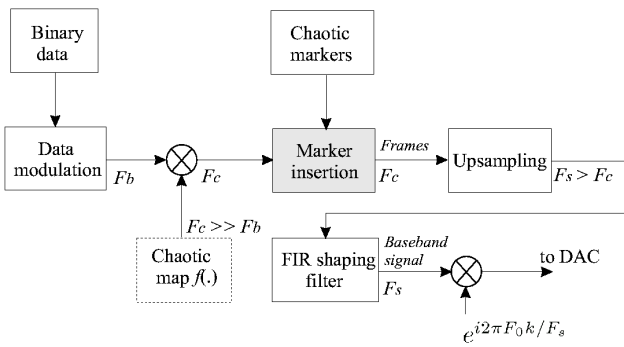 Binary
data
Chaotic
markers
Data
modulation
Fb
Fc
Marker
insertion
Frames
Fc
Upsampling
Fs > Fc
Fc >> Fb
Chaotic
map f(.)
FIR shaping
filter
Baseband
signal
Fs
to DAC
e^{i2πF_0k/F_s}